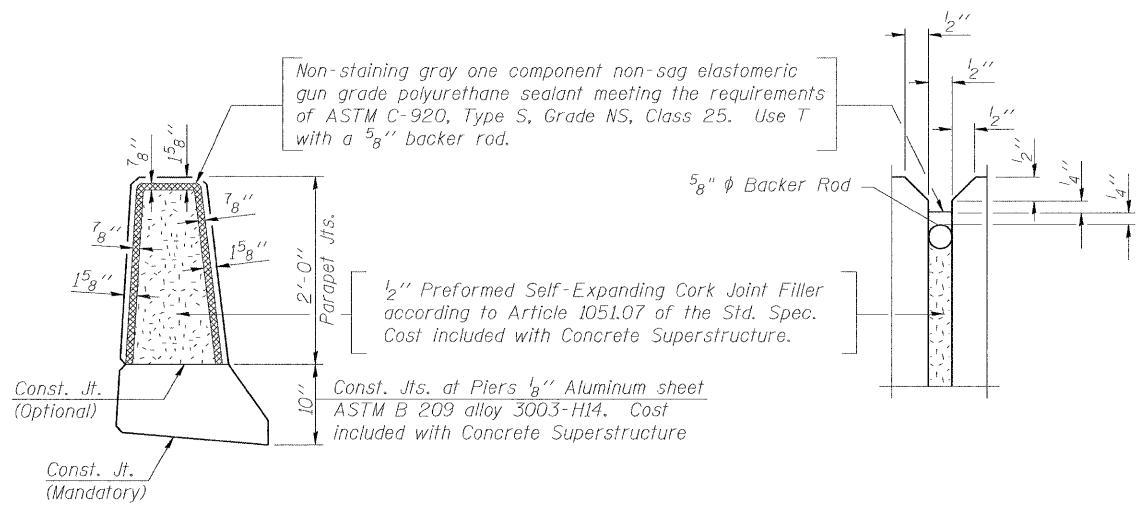 1/2"
1/2"
1/2"
1/2"
1/4"
1/4"
Non-staining gray one component non-sag elastomeric
gun grade polyurethane sealant meeting the requirements
of ASTM C-920, Type S, Grade NS, Class 25. Use T
with a 5/8" backer rod.
7/8"
1 5/8"
5/8" φ Backer Rod
7/8"
7/8"
1 5/8"
1 5/8"
2'-0"
Parapet Jts.
1/2" Preformed Self-Expanding Cork Joint Filler
according to Article 1051.07 of the Std. Spec.
Cost included with Concrete Superstructure.
Const. Jt.
(Optional)
10"
Const. Jts. at Piers 1/8" Aluminum sheet
ASTM B 209 alloy 3003-H14. Cost
included with Concrete Superstructure
Const. Jt.
(Mandatory)